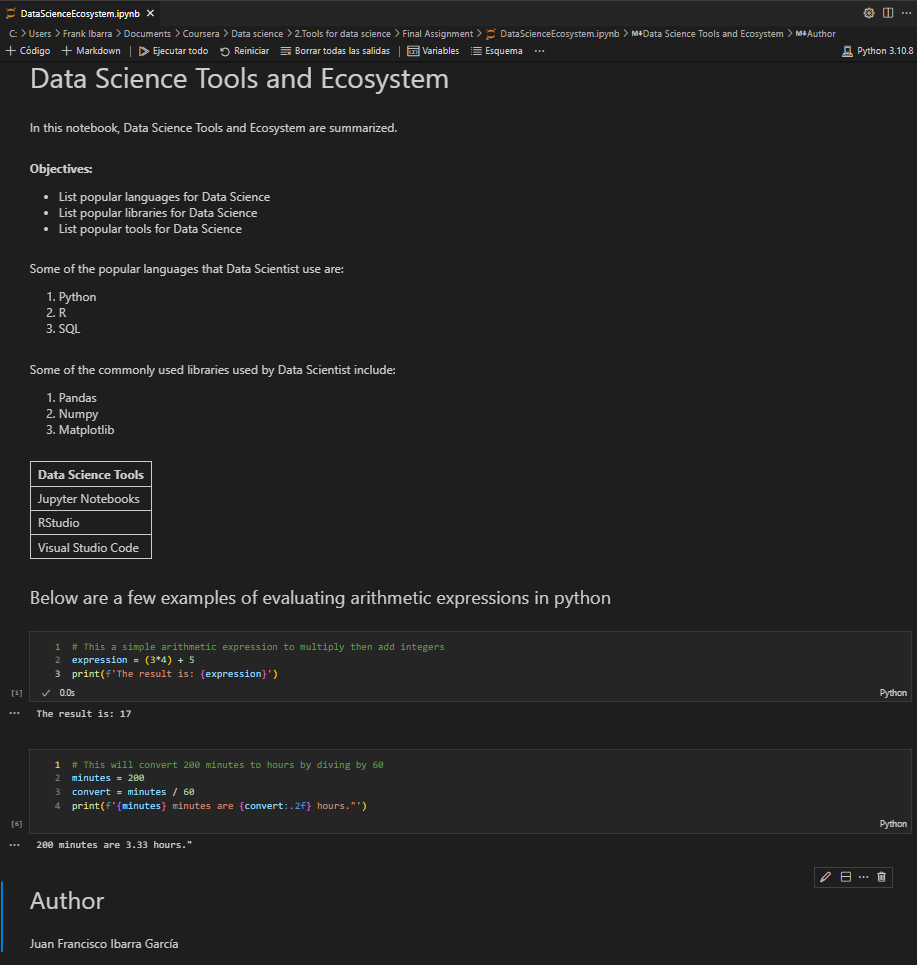 DataScienceEcosystem.ipynb
C: > Users > Frank Ibarra > Documents > Coursera > Data science > 2.Tools for data science > Final Assignment > DataScienceEcosystem.ipynb > M↓Data Science Tools and Ecosystem > M↓Author
+ Código + Markdown | Ejecutar todo Reiniciar Borrar todas las salidas | Variables Esquema ··· Python 3.10.8
Data Science Tools and Ecosystem
In this notebook, Data Science Tools and Ecosystem are summarized.
Objectives:
• List popular languages for Data Science
• List popular libraries for Data Science
• List popular tools for Data Science
Some of the popular languages that Data Scientist use are:
1. Python
2. R
3. SQL
Some of the commonly used libraries used by Data Scientist include:
1. Pandas
2. Numpy
3. Matplotlib
Data Science Tools
Jupyter Notebooks
RStudio
Visual Studio Code
Below are a few examples of evaluating arithmetic expressions in python
1 # This a simple arithmetic expression to multiply then add integers
2 expression = (3*4) + 5
3 print(f'The result is: {expression}')
[1] ✓ 0.0s Python
··· The result is: 17
1 # This will convert 200 minutes to hours by diving by 60
2 minutes = 200
3 convert = minutes / 60
4 print(f'{minutes} minutes are {convert:.2f} hours."')
[6] Python
··· 200 minutes are 3.33 hours."
Author
Juan Francisco Ibarra García